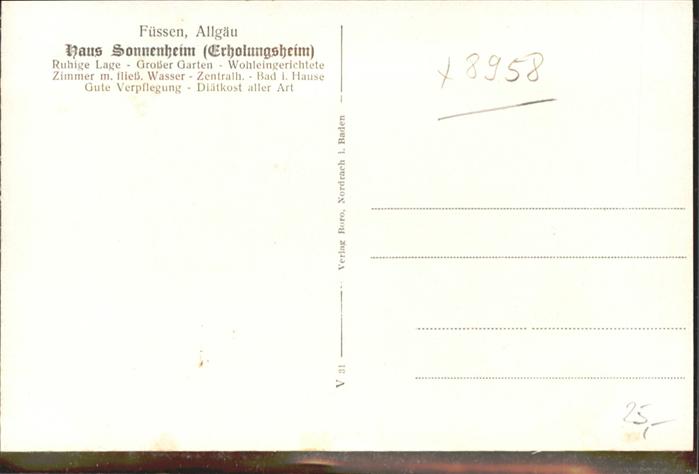 Füssen, Allgäu
Haus Sonnenheim (Erholungsheim)
Ruhige Lage - Großer Garten - Wohleingerichtete
Zimmer m. fließ. Wasser - Zentralh. - Bad i. Hause
Gute Verpflegung - Diätkost aller Art
x 8958
Verlag Boro, Nordrach i. Baden
V 31
25,-